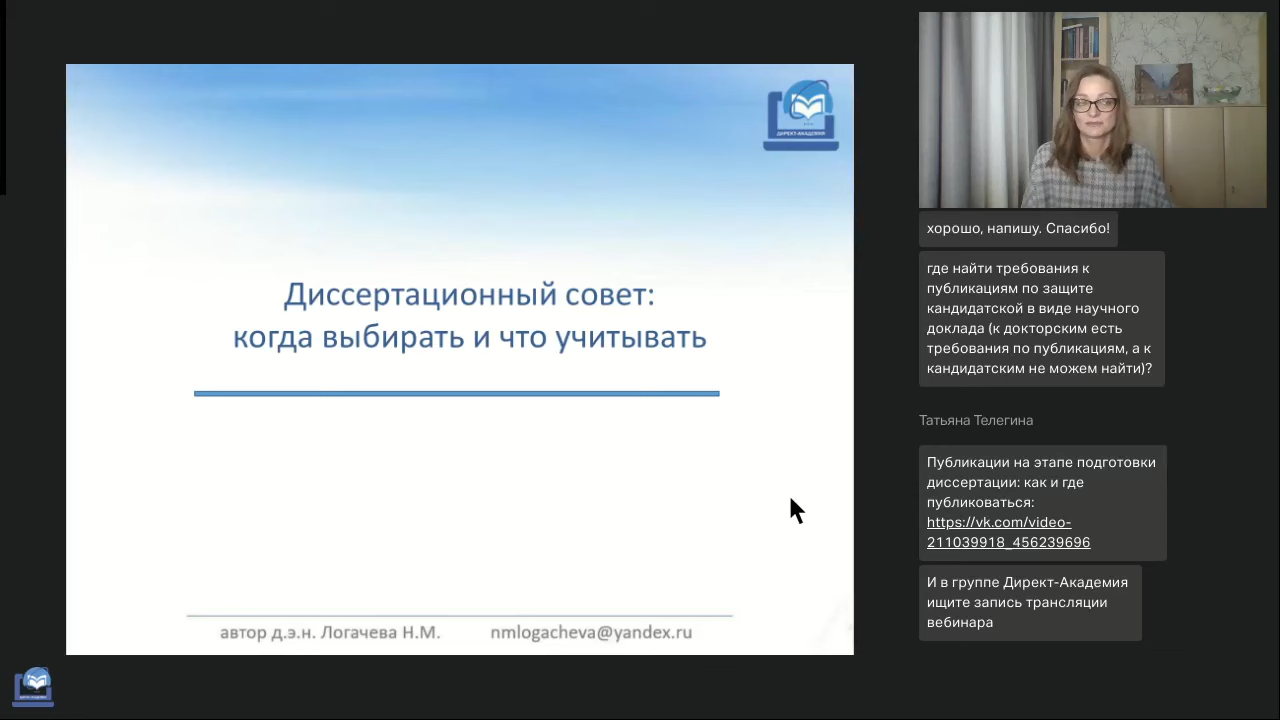 ДИРЕКТ-АКАДЕМИЯ
Диссертационный совет:
когда выбирать и что учитывать
автор д.э.н. Логачева Н.М.
nmlogacheva@yandex.ru
хорошо, напишу. Спасибо!
где найти требования к
публикациям по защите
кандидатской в виде научного
доклада (к докторским есть
требования по публикациям, а к
кандидатским не можем найти)?
Татьяна Телегина
Публикации на этапе подготовки
диссертации: как и где
публиковаться:
https://vk.com/video-
211039918_456239696
И в группе Директ-Академия
ищите запись трансляции
вебинара